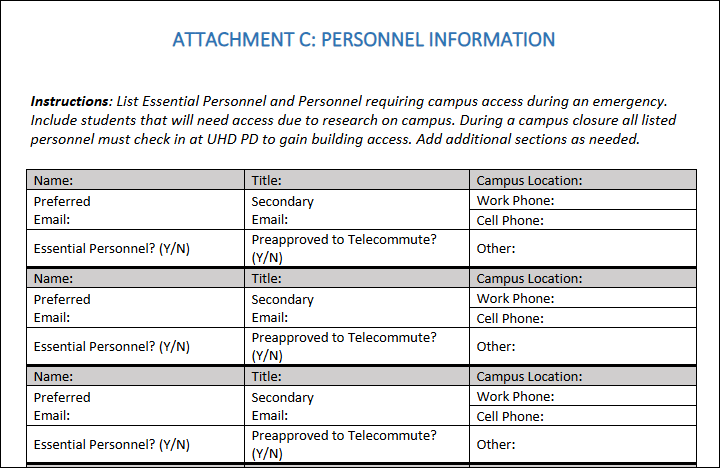 ATTACHMENT C: PERSONNEL INFORMATION
Instructions: List Essential Personnel and Personnel requiring campus access during an emergency.
Include students that will need access due to research on campus. During a campus closure all listed
personnel must check in at UHD PD to gain building access. Add additional sections as needed.
Name: Title: Campus Location:
Preferred Secondary Work Phone:
Email: Email: Cell Phone:
Essential Personnel? (Y/N) Preapproved to Telecommute? Other:
(Y/N)
Name: Title: Campus Location:
Preferred Secondary Work Phone:
Email: Email: Cell Phone:
Essential Personnel? (Y/N) Preapproved to Telecommute? Other:
(Y/N)
Name: Title: Campus Location:
Preferred Secondary Work Phone:
Email: Email: Cell Phone:
Essential Personnel? (Y/N) Preapproved to Telecommute? Other:
(Y/N)